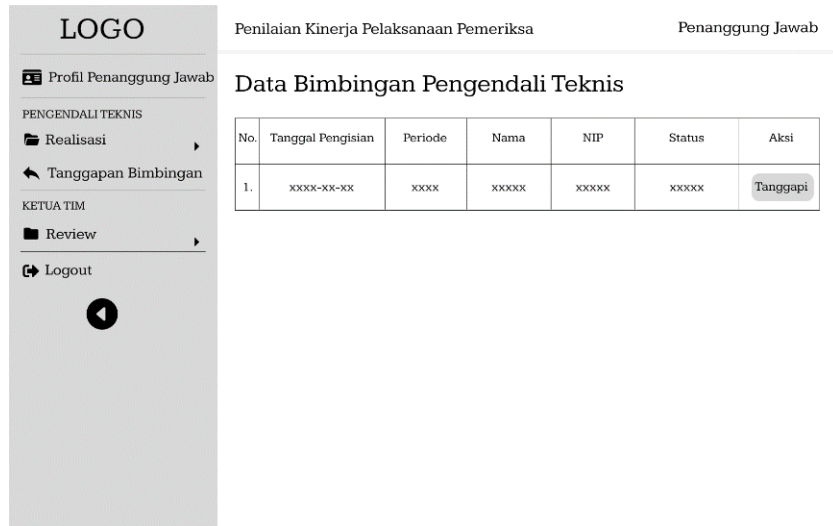 LOGO
Penilaian Kinerja Pelaksanaan Pemeriksa
Penanggung Jawab
Profil Penanggung Jawab
PENGENDALI TEKNIS
Realisasi
Tanggapan Bimbingan
KETUA TIM
Review
Logout
Data Bimbingan Pengendali Teknis
No. Tanggal Pengisian Periode Nama NIP Status Aksi
1. xxxx-xx-xx xxxx xxxxx xxxxx xxxxx Tanggapi